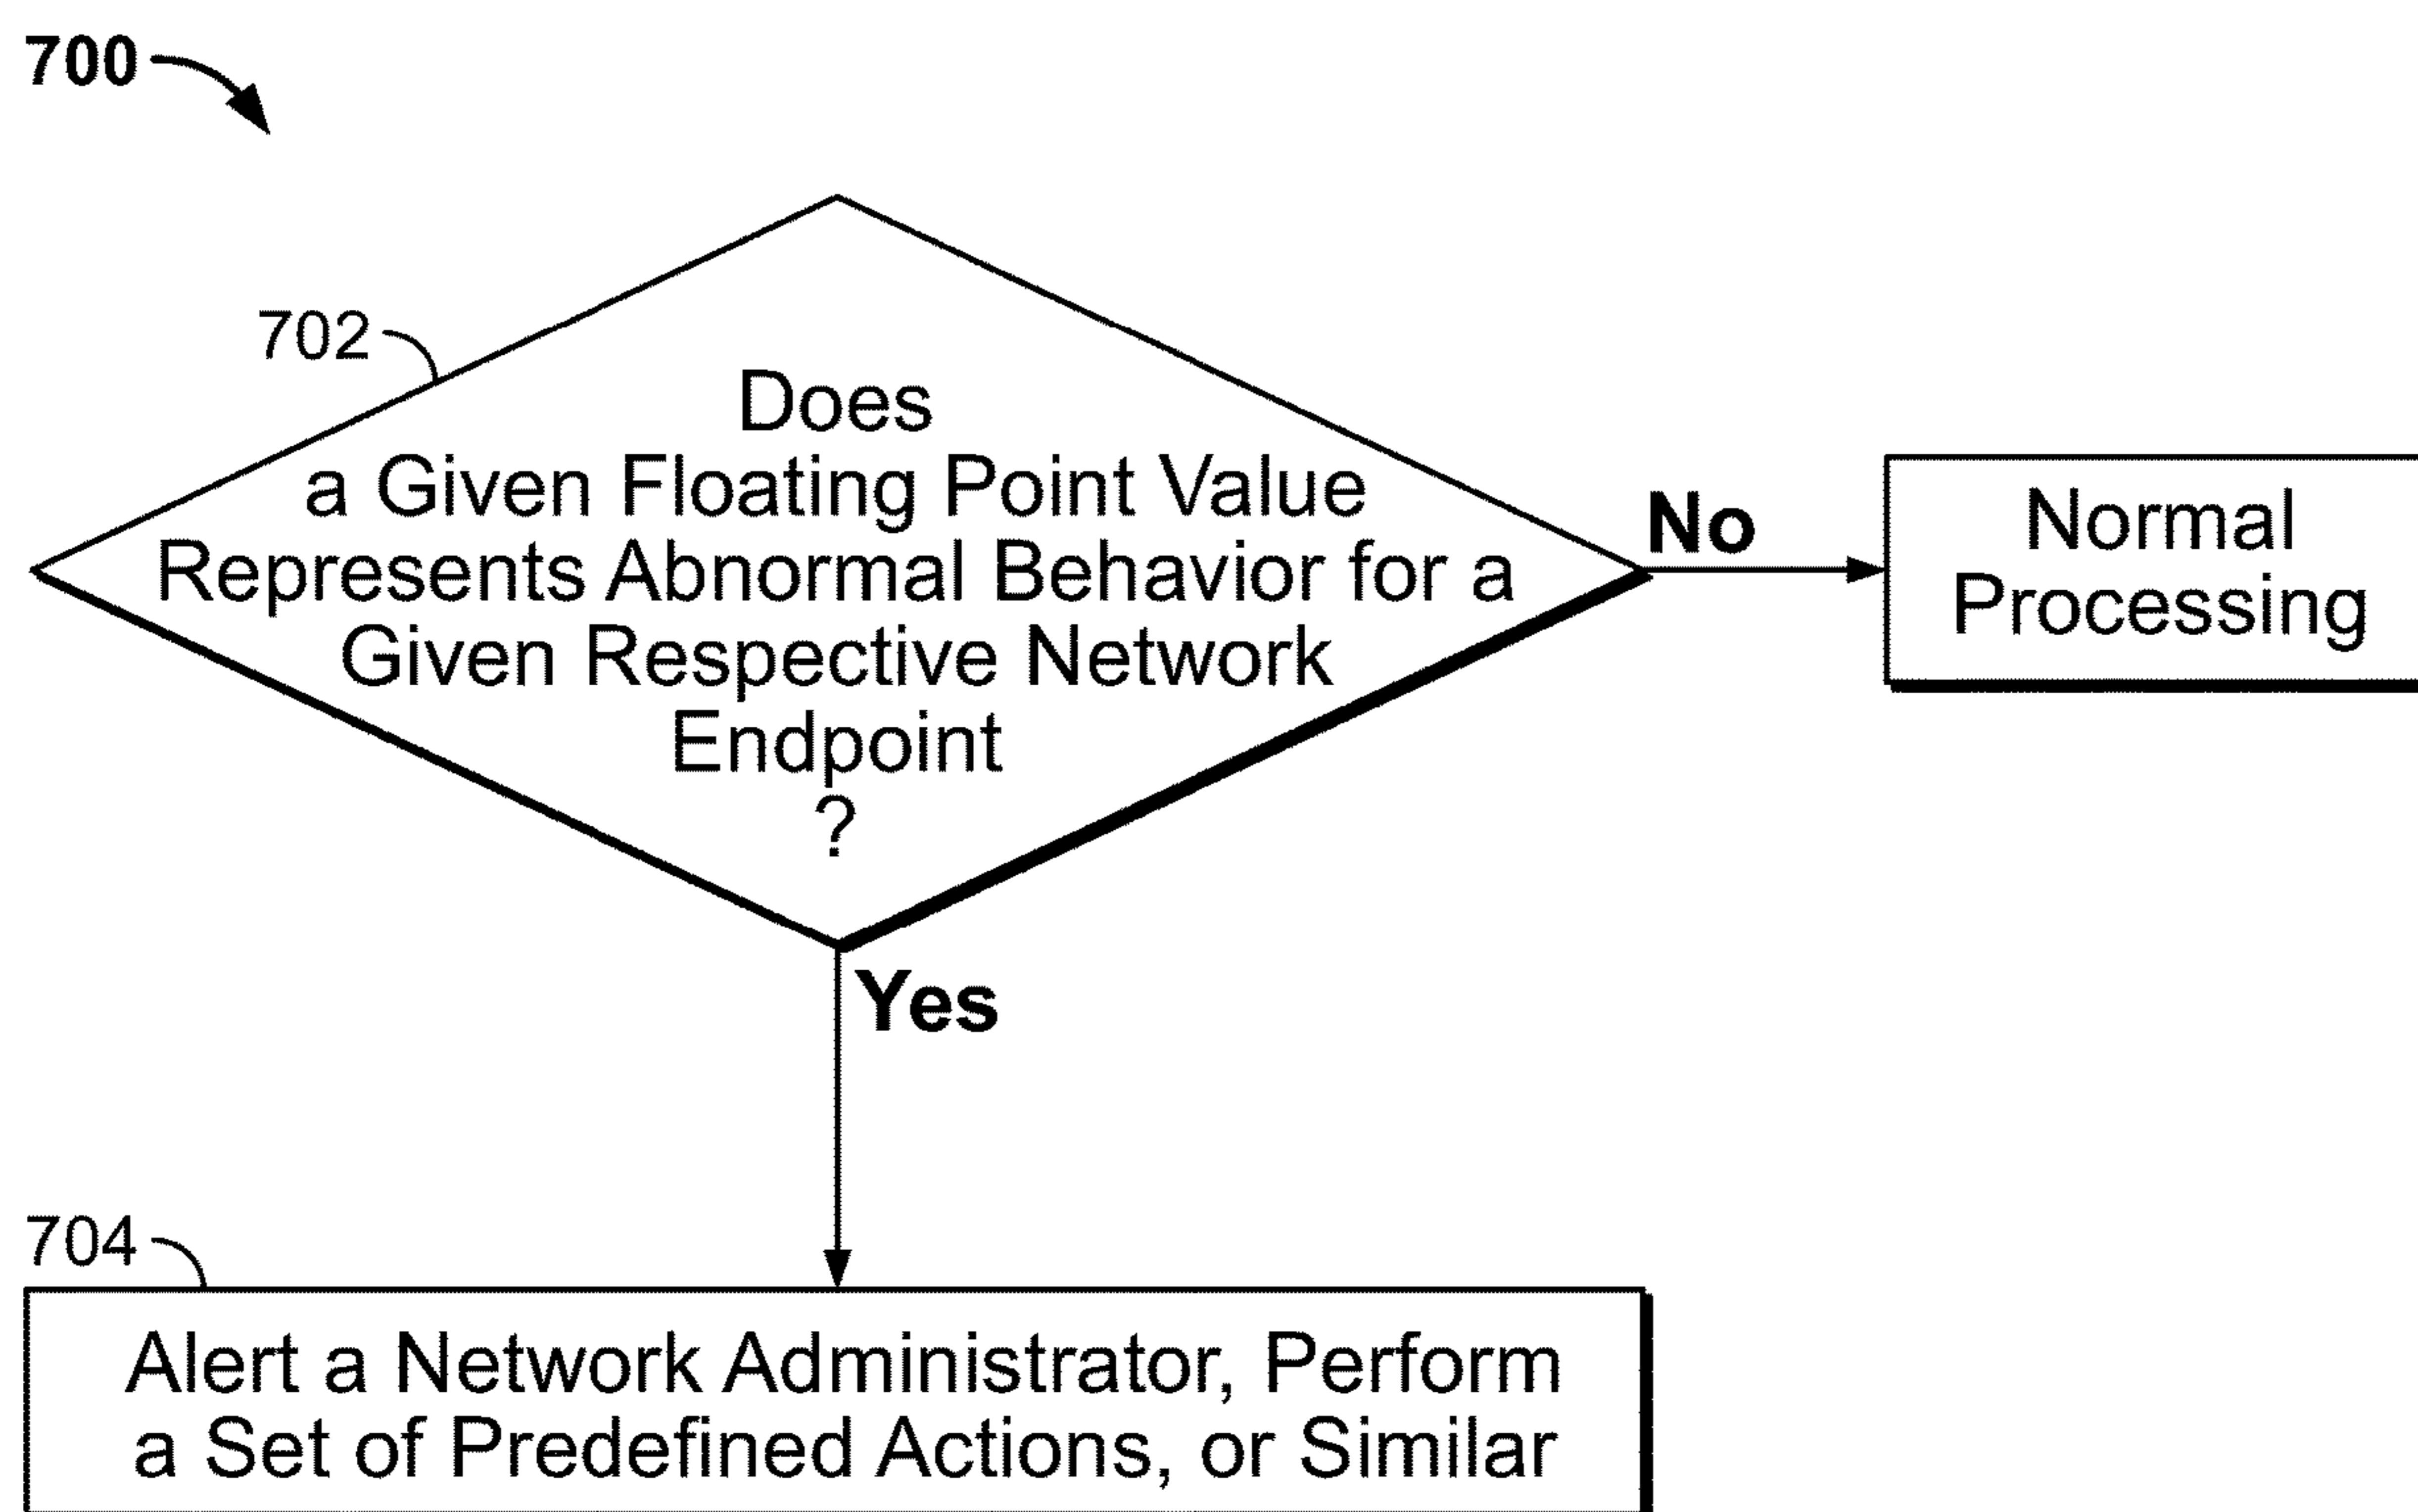 700
702
Does
a Given Floating Point Value
Represents Abnormal Behavior for a
Given Respective Network
Endpoint
?
No
Normal
Processing
Yes
704
Alert a Network Administrator, Perform
a Set of Predefined Actions, or Similar